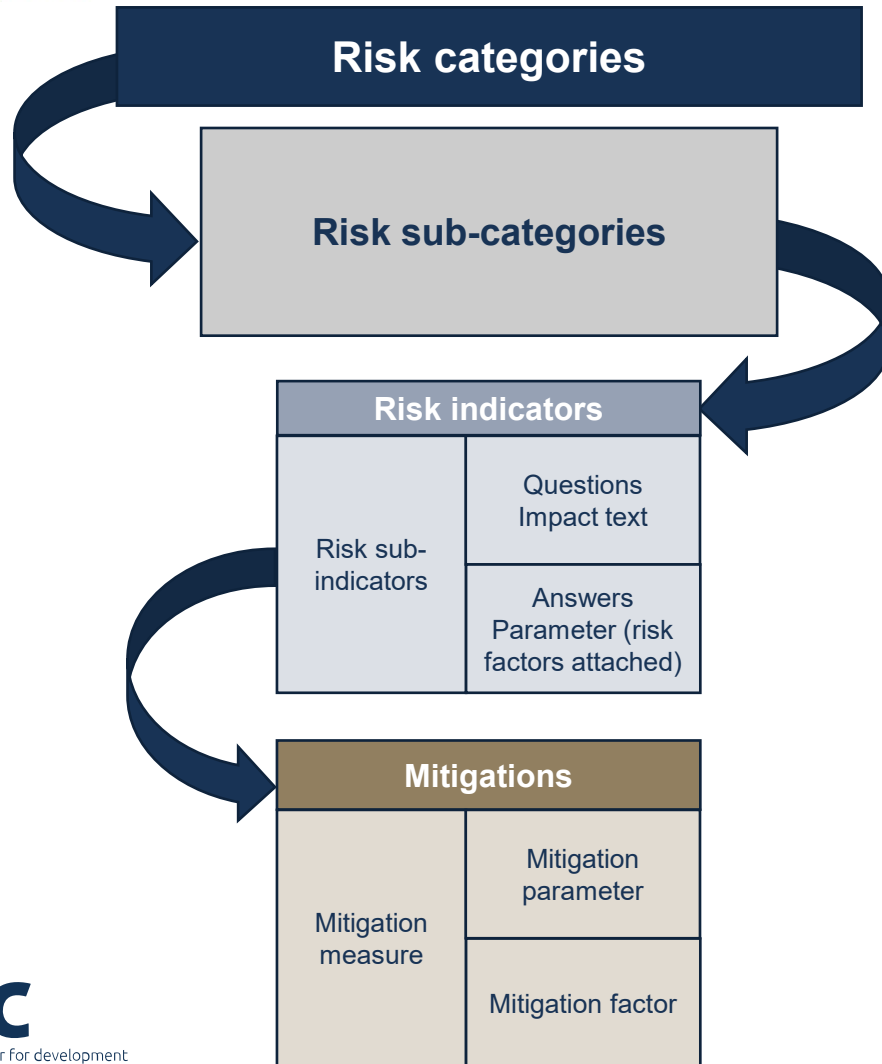 Risk categories
Risk sub-categories
Risk indicators
Risk sub-
indicators
Questions
Impact text
Answers
Parameter (risk
factors attached)
Mitigations
Mitigation
measure
Mitigation
parameter
Mitigation factor
for development